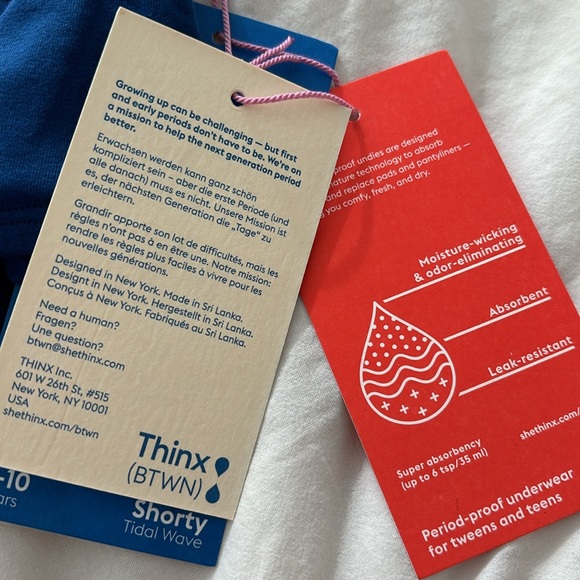 Growing up can be challenging — but first
and early periods don't have to be. We're on
a mission to help the next generation period
better.
Erwachsen werden kann ganz schön
kompliziert sein – aber die erste Periode (und
alle danach) muss es nicht. Unsere Mission ist
es, der nächsten Generation die „Tage“ zu
erleichtern.
Grandir apporte son lot de difficultés, mais les
règles n'ont pas à en être une. Notre mission:
rendre les règles plus faciles à vivre pour les
nouvelles générations.
Designed in New York. Made in Sri Lanka.
Designt in New York. Hergestellt in Sri Lanka.
Conçus à New York. Fabriqués au Sri Lanka.
Need a human?
Fragen?
Une question?
btwn@shethinx.com
THINX Inc.
601 W 26th St, #515
New York, NY 10001
USA
shethinx.com/btwn
Thinx
(BTWN)
-10
Shorty
Tidal Wave
undies are designed
technology to absorb
and replace pads and pantyliners —
you comfy, fresh, and dry.
Moisture-wicking
& odor-eliminating
Absorbent
Leak-resistant
Super absorbency
(up to 6 tsp/35 ml)
Period-proof underwear
for tweens and teens